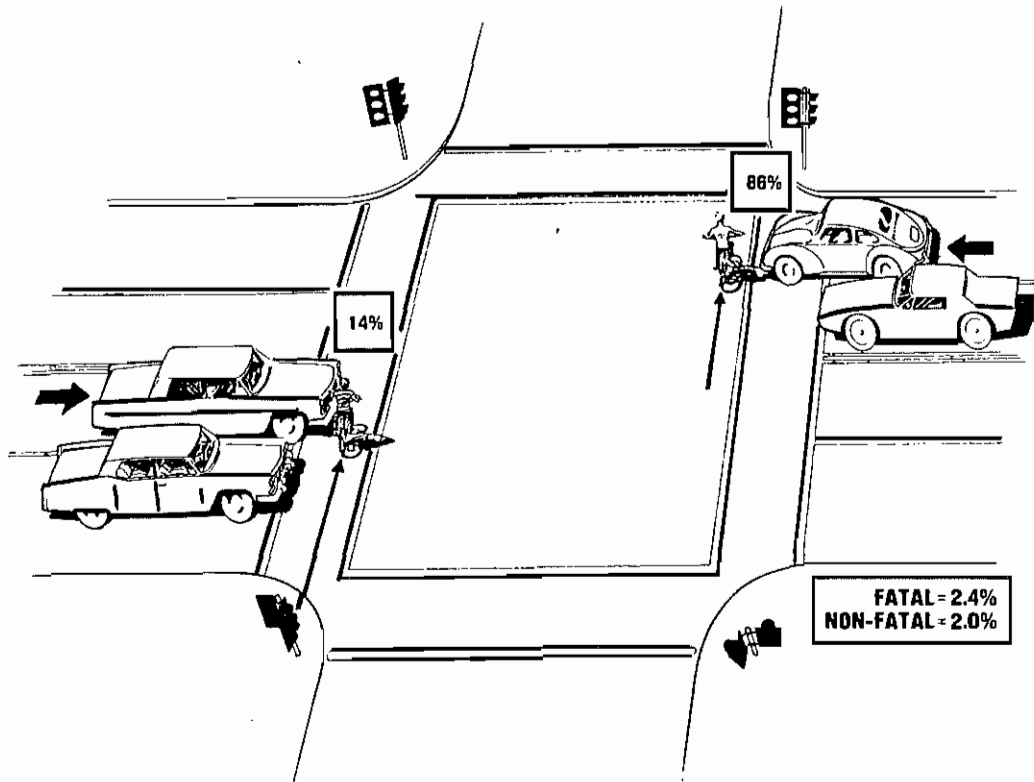 86%
14%
FATAL = 2.4%
NON-FATAL = 2.0%